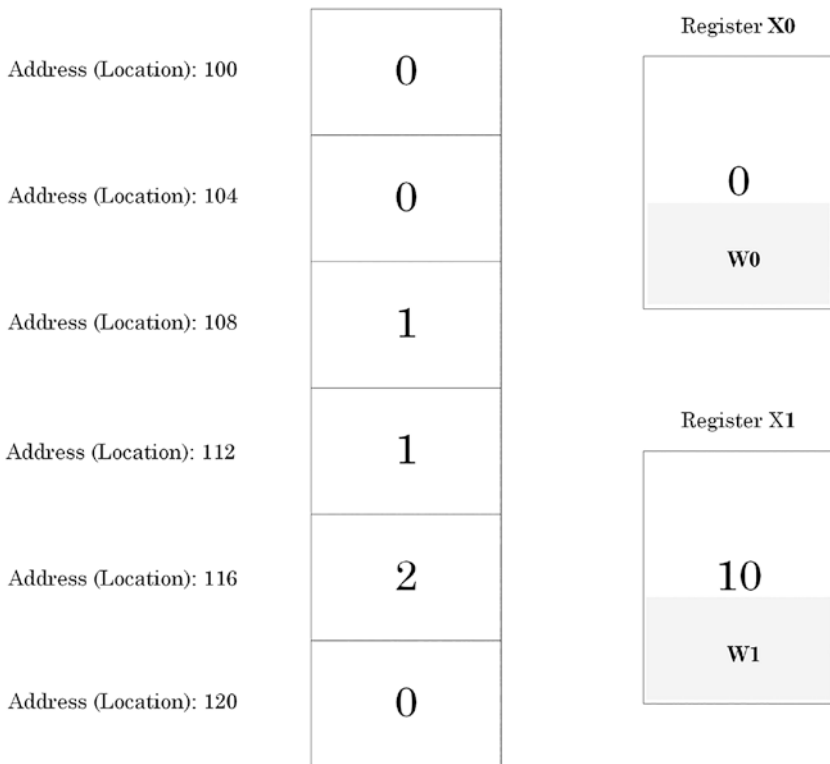 Register X0
Address (Location): 100
0
Address (Location): 104
0
0
W0
Address (Location): 108
1
Register X1
Address (Location): 112
1
Address (Location): 116
2
10
W1
Address (Location): 120
0